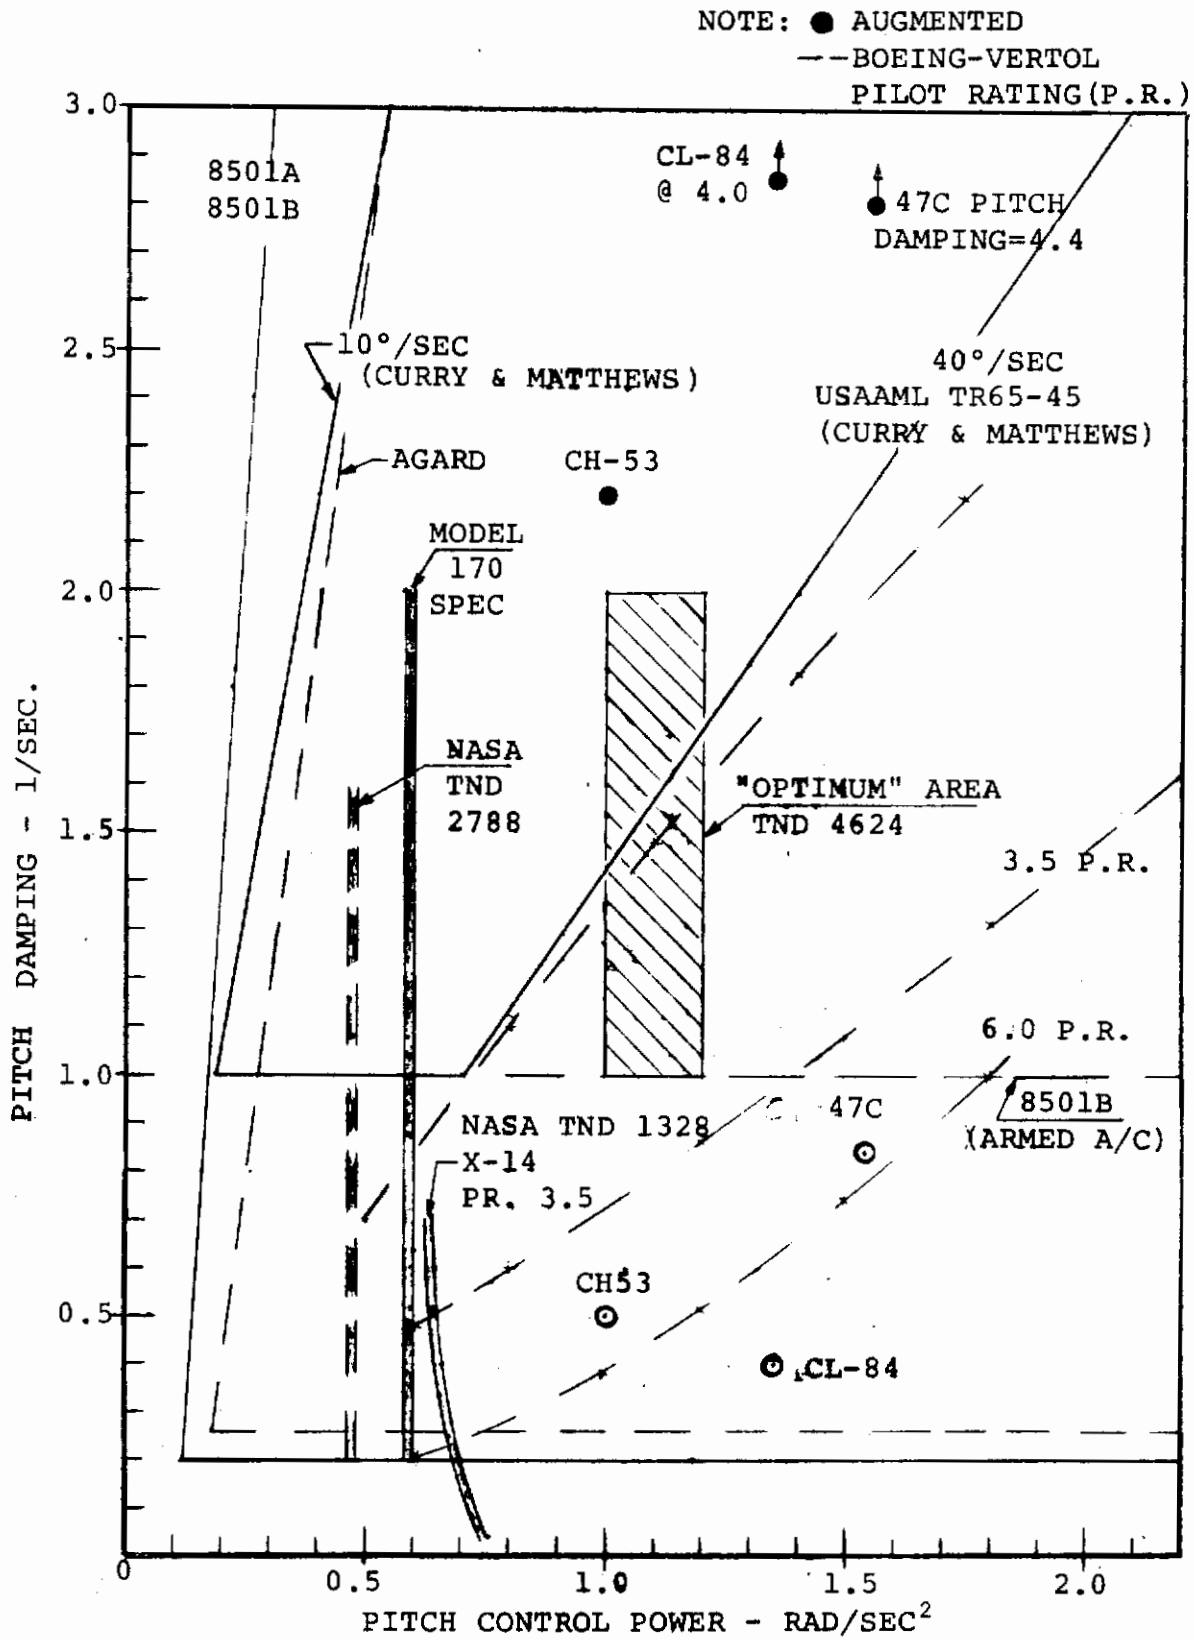 NOTE: ● AUGMENTED
--BOEING-VERTOL
PILOT RATING(P.R.)
3.0
8501A
8501B
CL-84
@ 4.0
47C PITCH
DAMPING=4.4
2.5
10°/SEC
(CURRY & MATTHEWS)
40°/SEC
USAAML TR65-45
(CURRY & MATTHEWS)
AGARD
CH-53
MODEL
170
SPEC
2.0
NASA
TND
2788
"OPTIMUM" AREA
TND 4624
1.5
3.5 P.R.
6.0 P.R.
1.0
47C
8501B
(ARMED A/C)
NASA TND 1328
X-14
PR. 3.5
CH53
0.5
CL-84
0
0.5
1.0
1.5
2.0
PITCH CONTROL POWER - RAD/SEC²
PITCH DAMPING - 1/SEC.